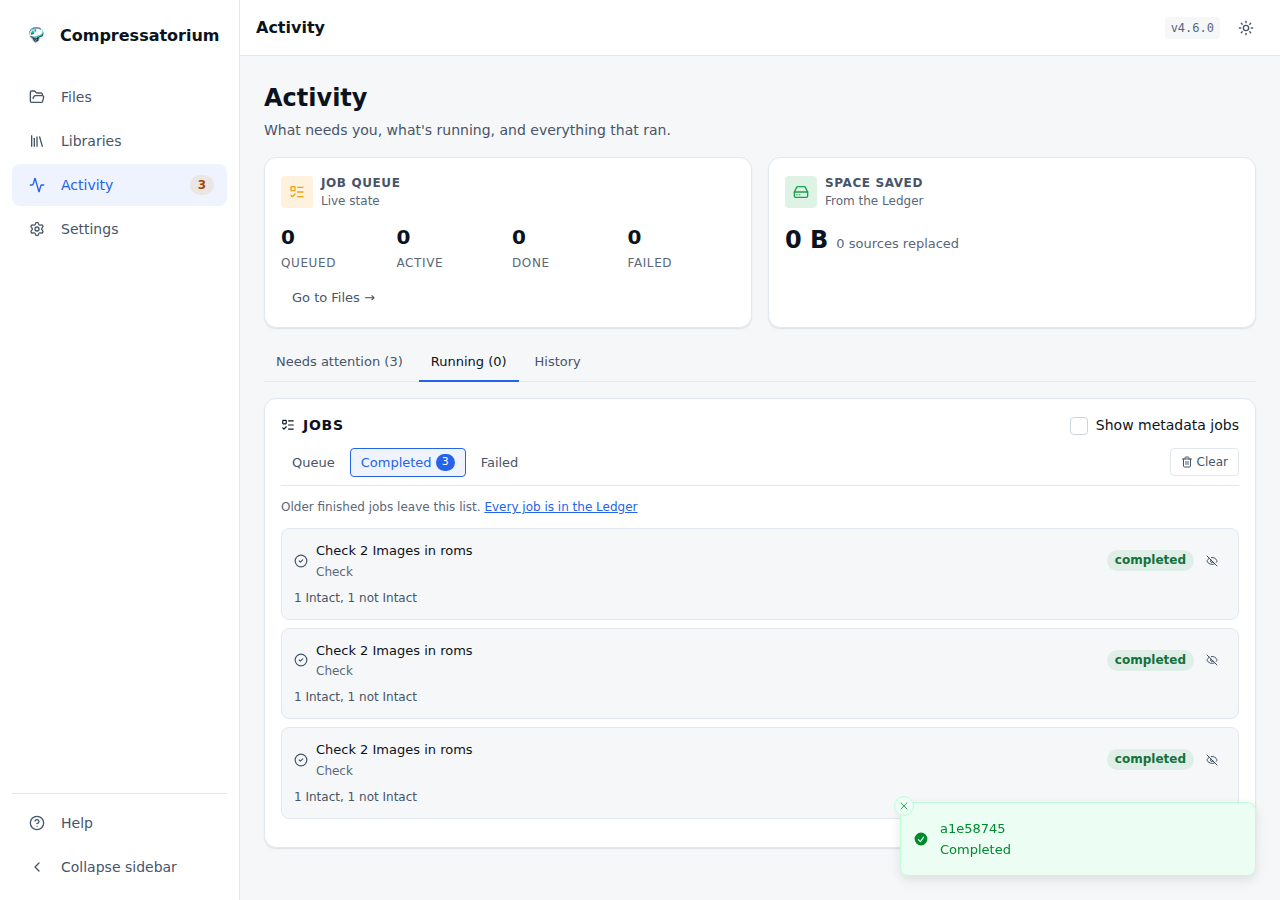 Compressatorium
Activity
v4.6.0
Files
Libraries
Activity 3
Settings
Help
Collapse sidebar
Activity
What needs you, what's running, and everything that ran.
JOB QUEUE
Live state
0 0 0 0
QUEUED ACTIVE DONE FAILED
Go to Files →
SPACE SAVED
From the Ledger
0 B 0 sources replaced
Needs attention (3) Running (0) History
JOBS
Show metadata jobs
Queue Completed 3 Failed
Clear
Older finished jobs leave this list. Every job is in the Ledger
Check 2 Images in roms
Check
completed
1 Intact, 1 not Intact
Check 2 Images in roms
Check
completed
1 Intact, 1 not Intact
Check 2 Images in roms
Check
completed
1 Intact, 1 not Intact
a1e58745
Completed